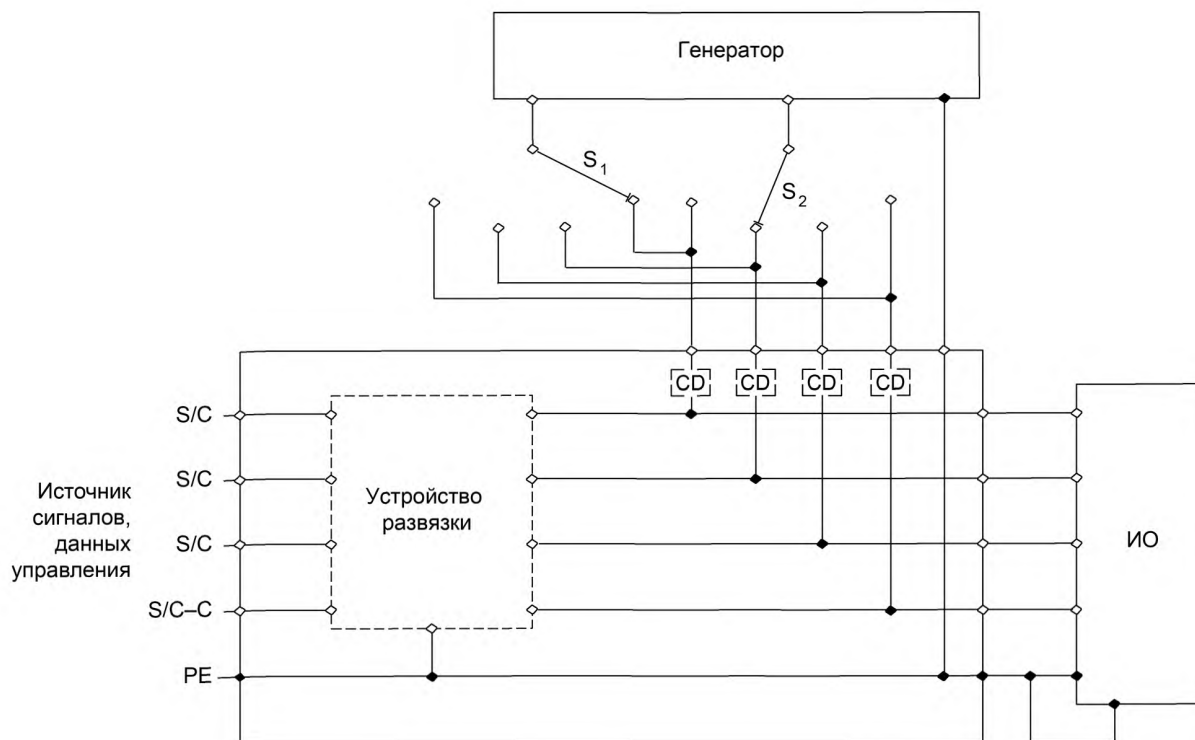 Генератор
S1
S2
CD CD CD CD
S/C
S/C
Источник
сигналов,
данных
управления
S/C
S/C–C
PE
Устройство
развязки
ИО